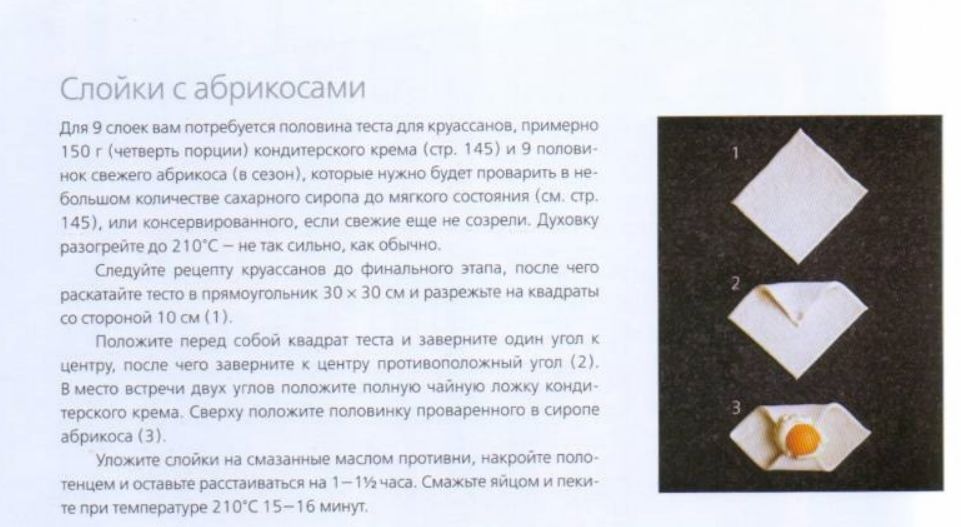 Слойки с абрикосами
Для 9 слоек вам потребуется половина теста для круассанов, примерно
150 г (четверть порции) кондитерского крема (стр. 145) и 9 полови-
нок свежего абрикоса (в сезон), которые нужно будет проварить в не-
большом количестве сахарного сиропа до мягкого состояния (см. стр.
145), или консервированного, если свежие еще не созрели. Духовку
разогрейте до 210°С – не так сильно, как обычно.
Следуйте рецепту круассанов до финального этапа, после чего
раскатайте тесто в прямоугольник 30 × 30 см и разрежьте на квадраты
со стороной 10 см (1).
Положите перед собой квадрат теста и заверните один угол к
центру, после чего заверните к центру противоположный угол (2).
В место встречи двух углов положите полную чайную ложку конди-
терского крема. Сверху положите половинку проваренного в сиропе
абрикоса (3).
Уложите слойки на смазанные маслом противни, накройте поло-
тенцем и оставьте расстаиваться на 1–1½ часа. Смажьте яйцом и пеки-
те при температуре 210°С 15–16 минут.
1
2
3